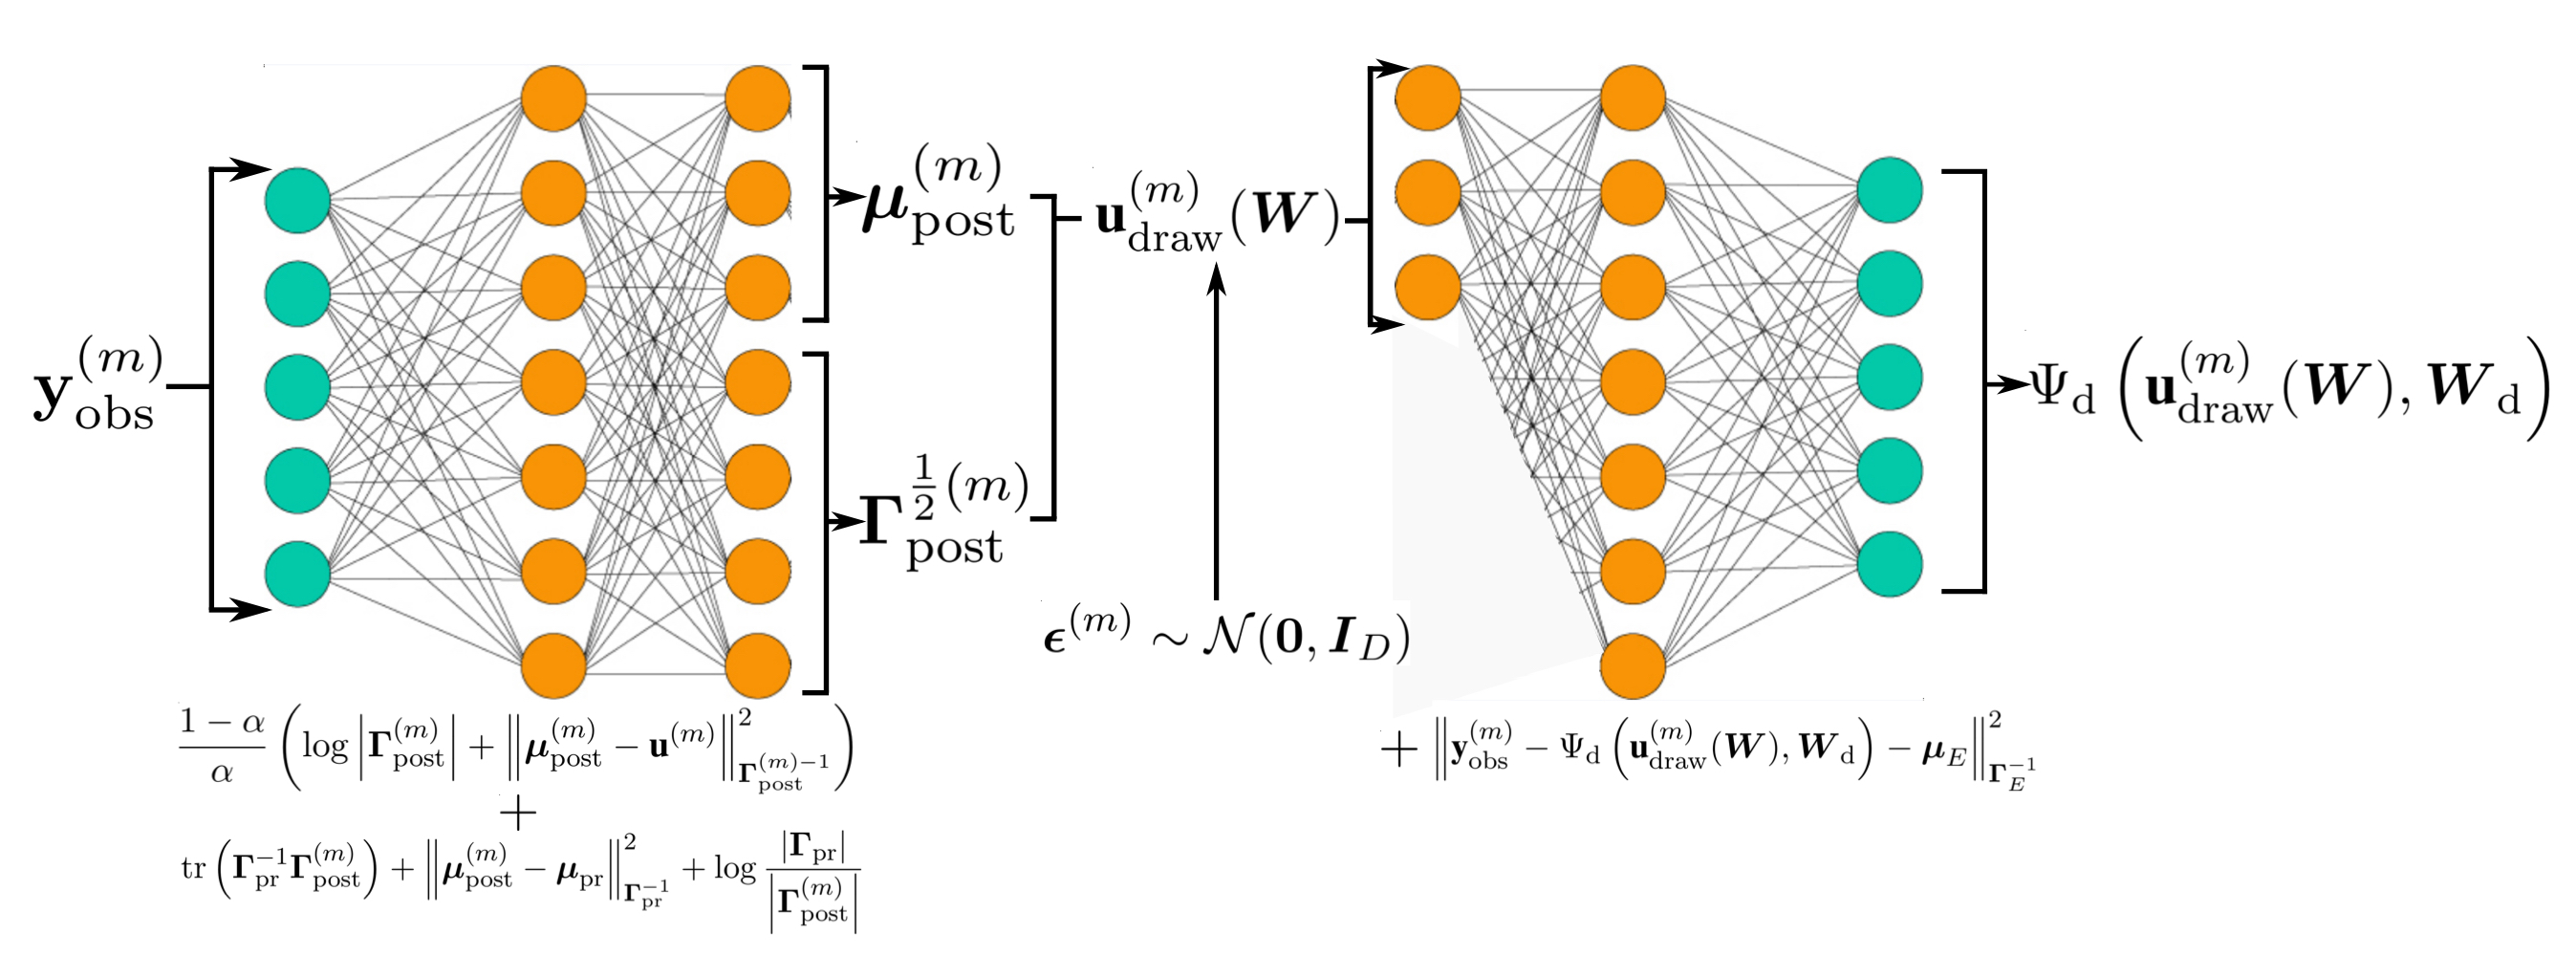 $\mathbf{y}_{\text{obs}}^{(m)}$
$\boldsymbol{\mu}_{\text{post}}^{(m)}$
$\boldsymbol{\Gamma}_{\text{post}}^{\frac{1}{2}(m)}$
$\mathbf{u}_{\text{draw}}^{(m)}(\boldsymbol{W})$
$\boldsymbol{\epsilon}^{(m)} \sim \mathcal{N}(\mathbf{0}, \boldsymbol{I}_D)$
$\Psi_{\text{d}}\left(\mathbf{u}_{\text{draw}}^{(m)}(\boldsymbol{W}), \boldsymbol{W}_{\text{d}}\right)$
$\frac{1-\alpha}{\alpha}\left(\log\left|\boldsymbol{\Gamma}_{\text{post}}^{(m)}\right| + \left\|\boldsymbol{\mu}_{\text{post}}^{(m)} - \mathbf{u}^{(m)}\right\|_{\boldsymbol{\Gamma}_{\text{post}}^{(m)-1}}^{2}\right)$
$+$
$\text{tr}\left(\boldsymbol{\Gamma}_{\text{pr}}^{-1}\boldsymbol{\Gamma}_{\text{post}}^{(m)}\right) + \left\|\boldsymbol{\mu}_{\text{post}}^{(m)} - \boldsymbol{\mu}_{\text{pr}}\right\|_{\boldsymbol{\Gamma}_{\text{pr}}^{-1}}^{2} + \log\frac{\left|\boldsymbol{\Gamma}_{\text{pr}}\right|}{\left|\boldsymbol{\Gamma}_{\text{post}}^{(m)}\right|}$
$+ \left\|\mathbf{y}_{\text{obs}}^{(m)} - \Psi_{\text{d}}\left(\mathbf{u}_{\text{draw}}^{(m)}(\boldsymbol{W}), \boldsymbol{W}_{\text{d}}\right) - \boldsymbol{\mu}_{E}\right\|_{\boldsymbol{\Gamma}_{E}^{-1}}^{2}$